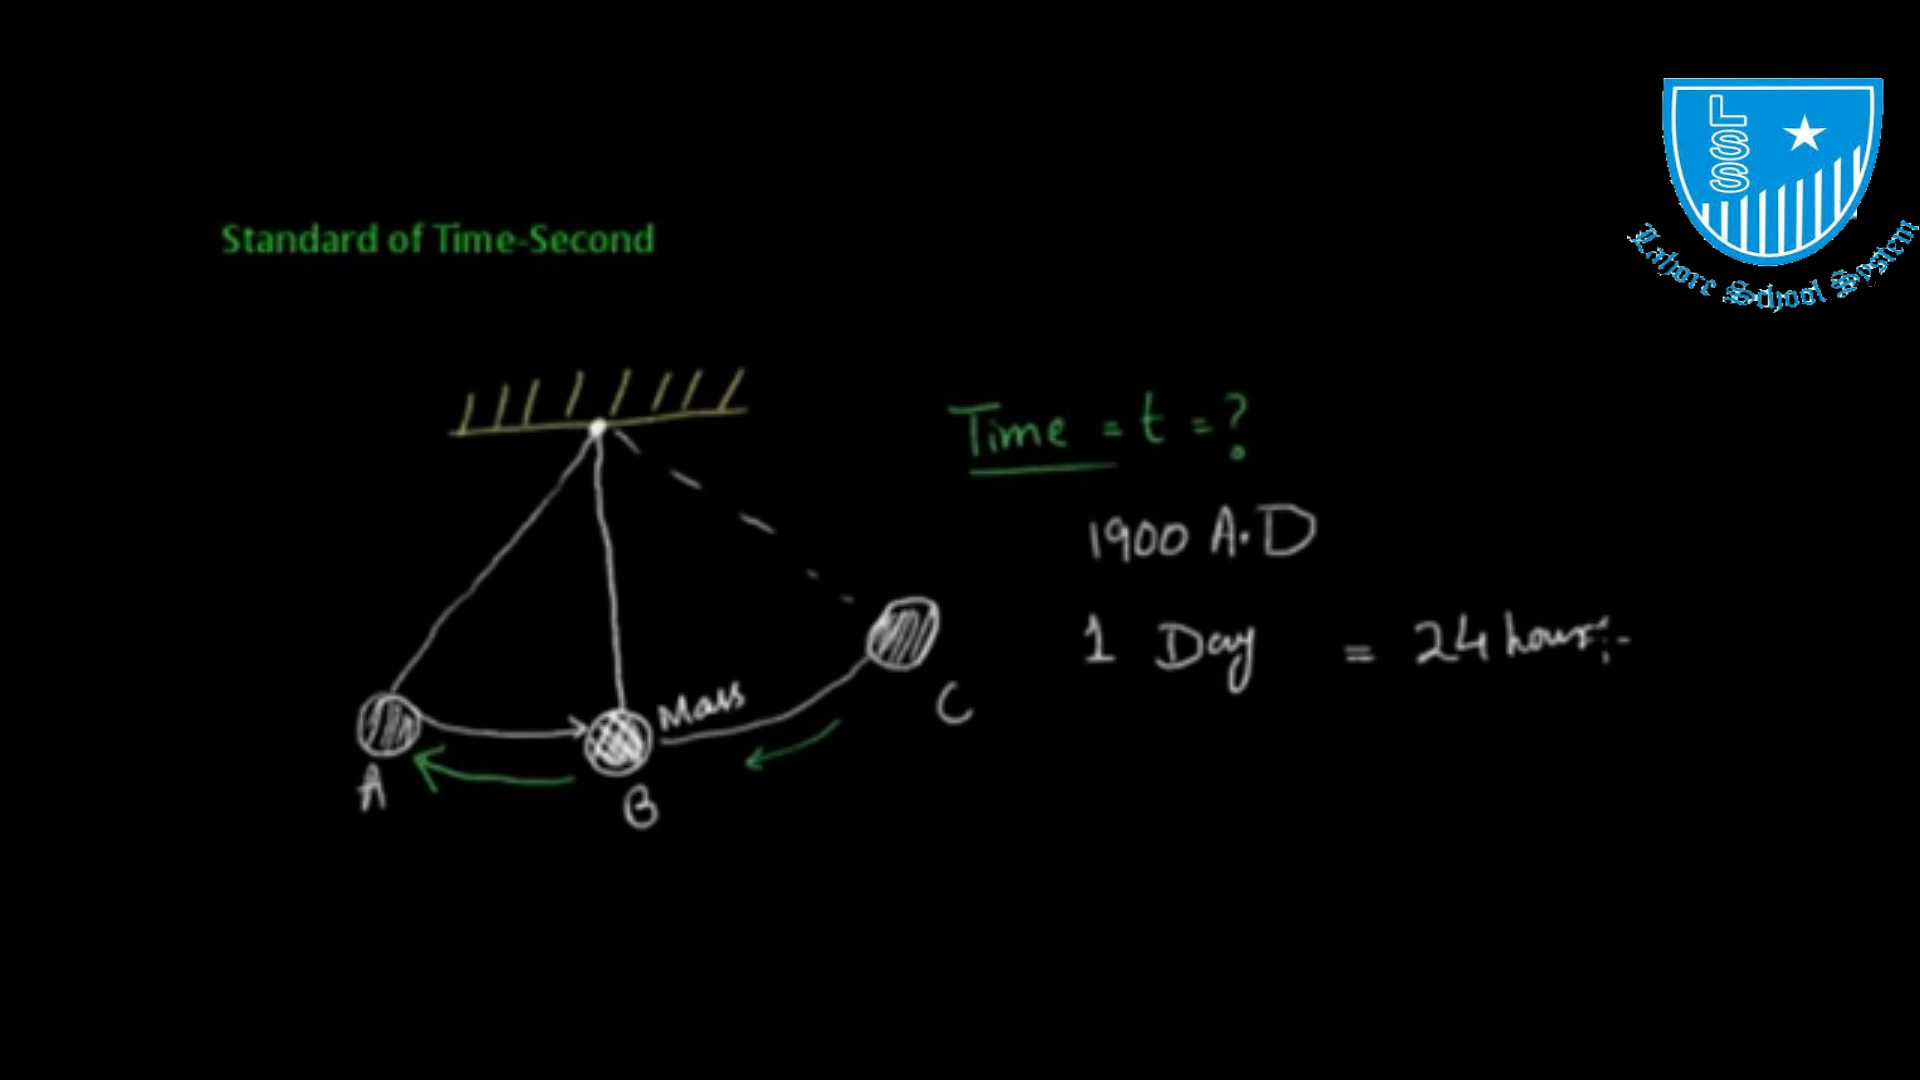 LSS
Lahore School System
Standard of Time-Second
Time = t = ?
1900 A.D
1 Day = 24 hours
Mass
A
B
C